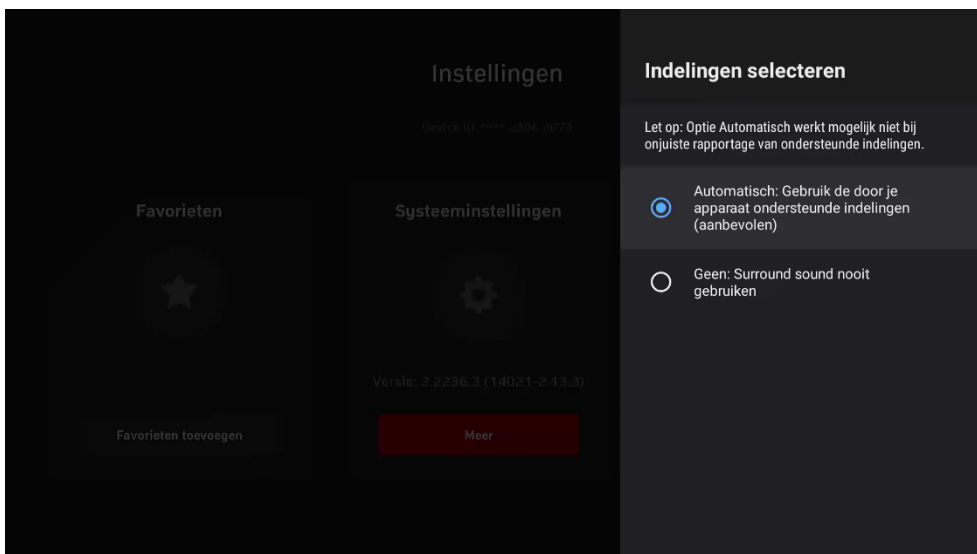 Instellingen
Favorieten
Systeeminstellingen
Versie: 2.2236.3 (14021-2.13.3)
Favorieten toevoegen
Meer
Indelingen selecteren
Let op: Optie Automatisch werkt mogelijk niet bij
onjuiste rapportage van ondersteunde indelingen.
Automatisch: Gebruik de door je
apparaat ondersteunde indelingen
(aanbevolen)
Geen: Surround sound nooit
gebruiken